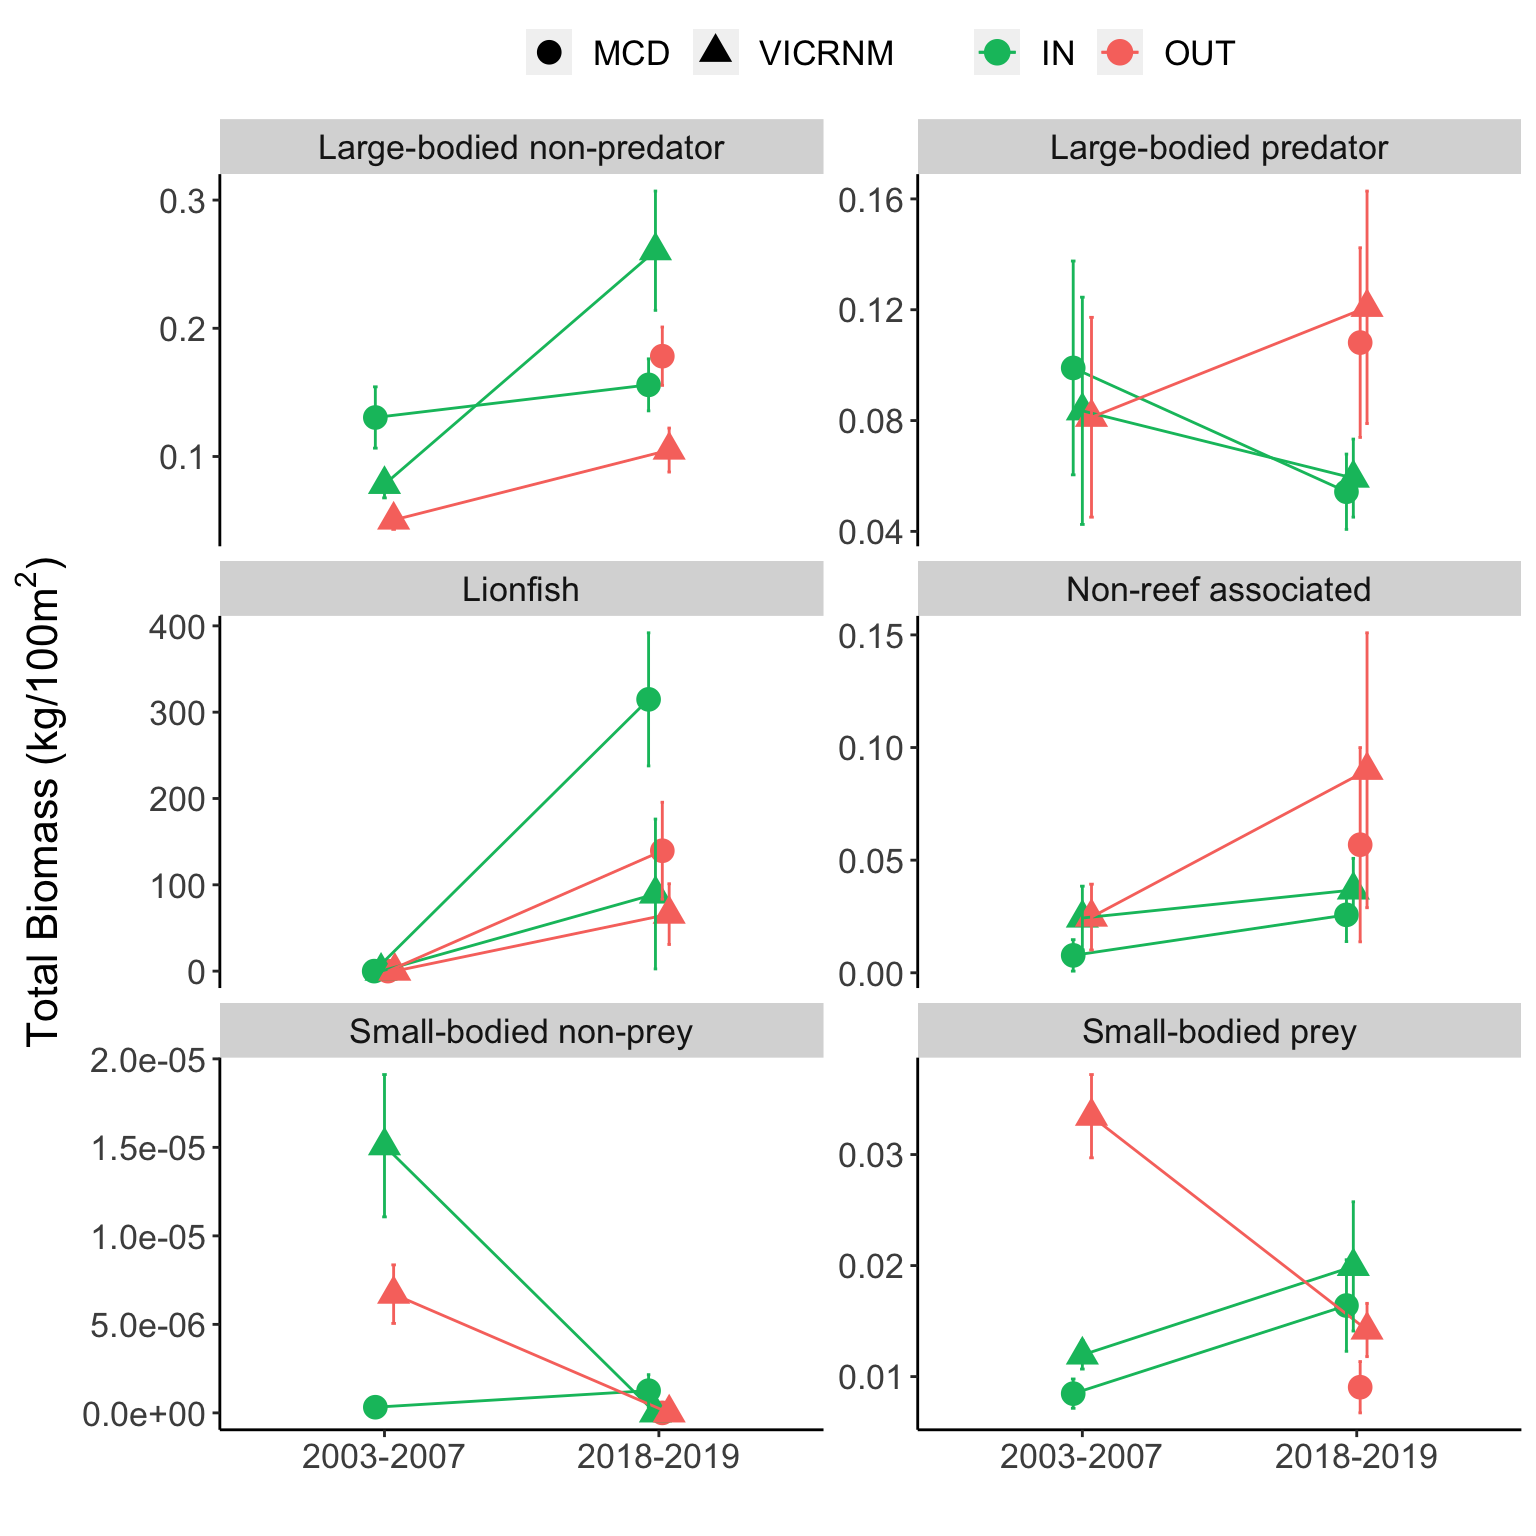 MCD VICRNM IN OUT
Large-bodied non-predator
Large-bodied predator
0.3
0.2
0.1
0.16
0.12
0.08
0.04
Total Biomass (kg/100m²)
Lionfish
Non-reef associated
400
300
200
100
0
0.15
0.10
0.05
0.00
Small-bodied non-prey
Small-bodied prey
2.0e-05
1.5e-05
1.0e-05
5.0e-06
0.0e+00
0.03
0.02
0.01
2003-2007 2018-2019
2003-2007 2018-2019